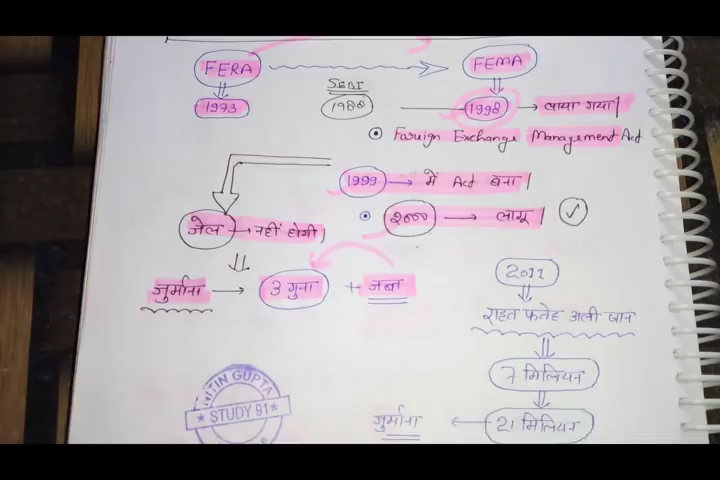 FERA FEMA
SEBI
1973 1988 1998 → लाया गया|
Foreign Exchange Management Act
1999 → में Act बना|
२००० → लागू|
जेल → नहीं होगी|
जुर्माना → 3 गुना + जब्त
2011
राहत फतेह अली खान
7 मिलियन
जुर्माना ← 21 मिलियन
NITIN GUPTA
★ STUDY 91 ★